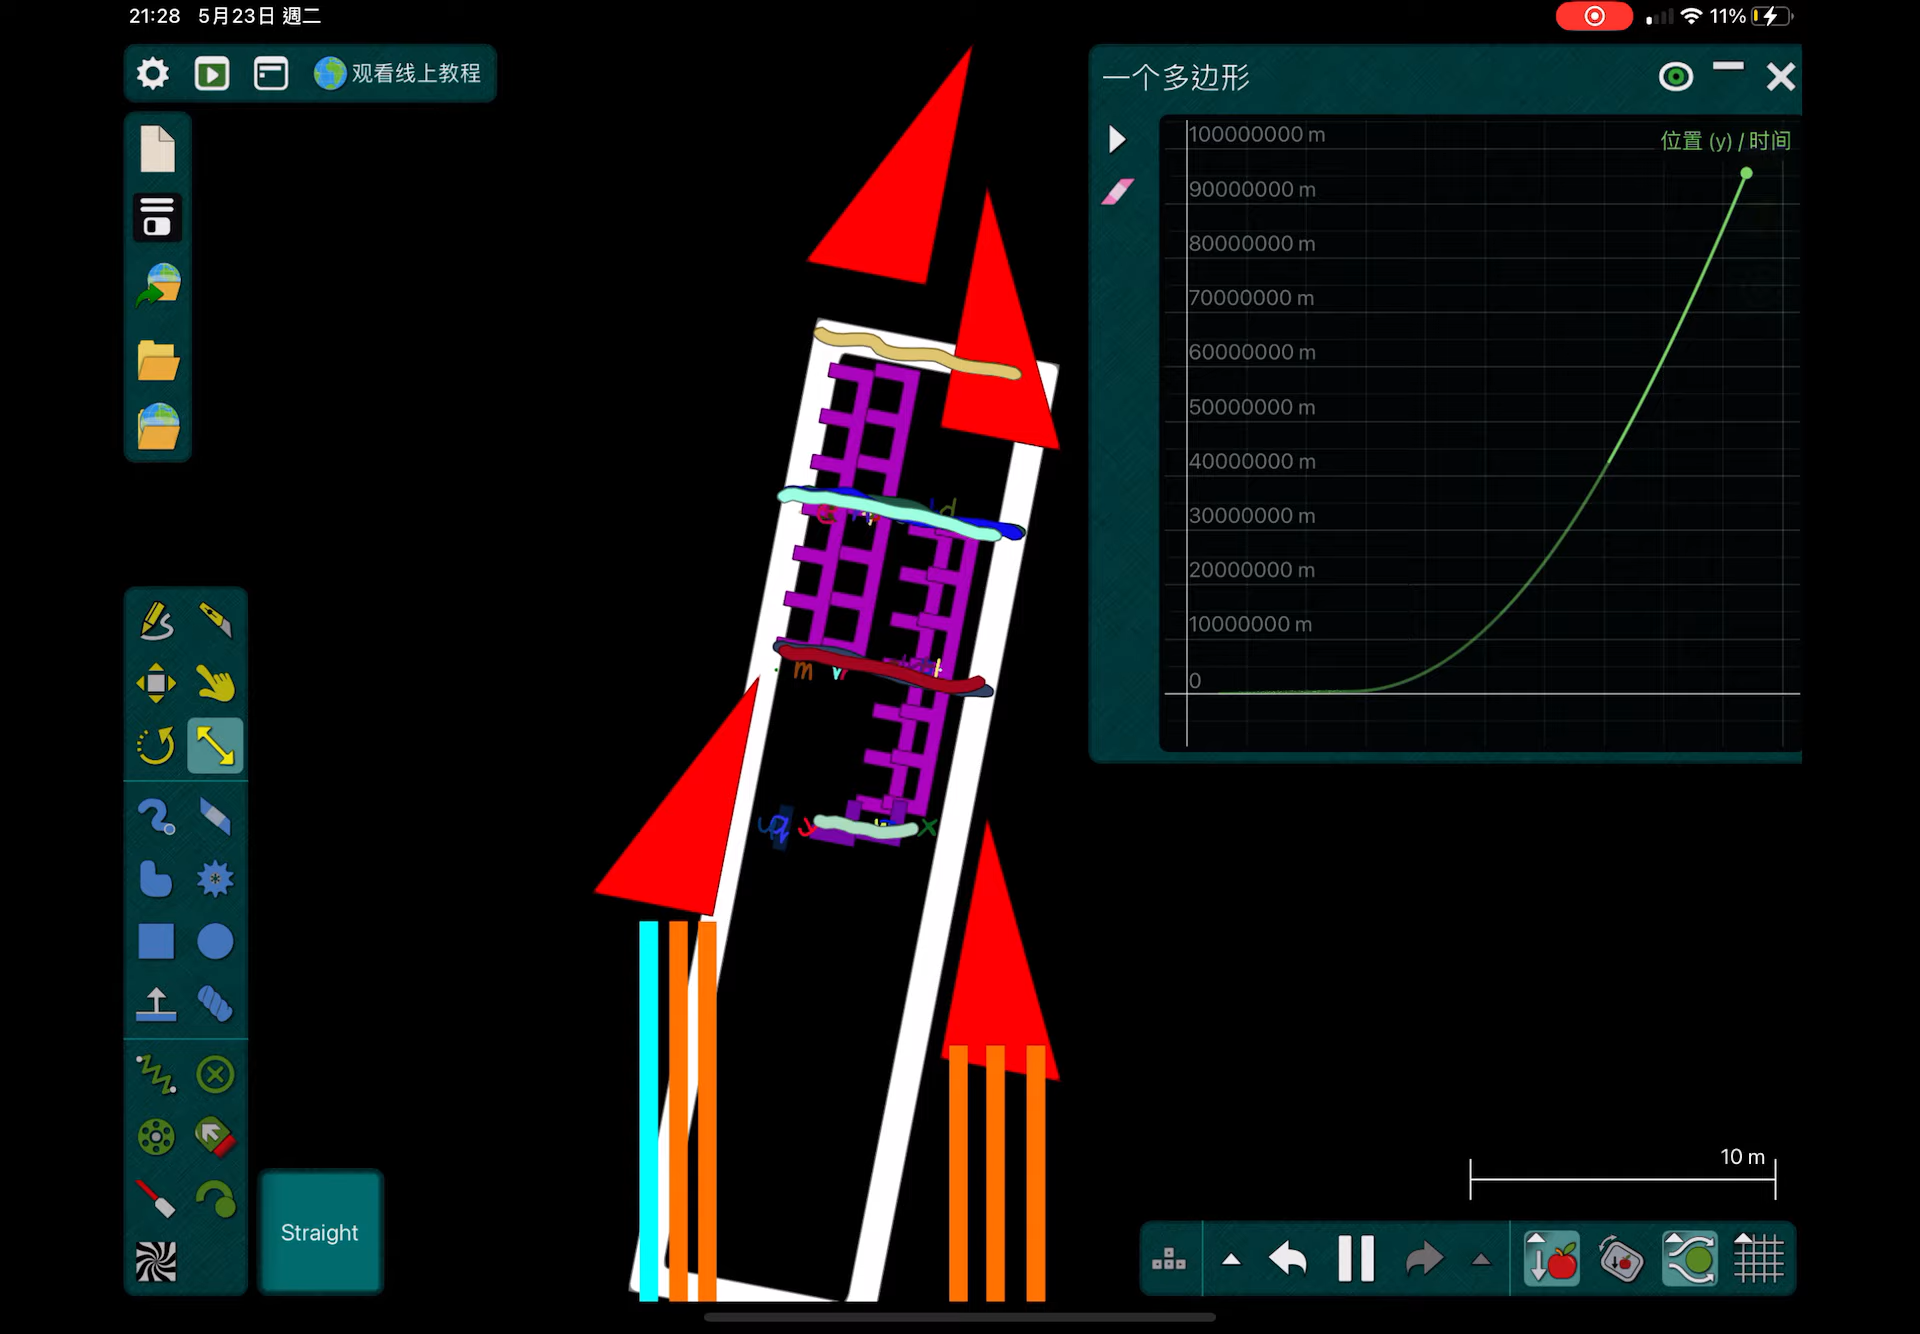 21:28 5月23日 週二
11%
观看线上教程
一个多边形
位置 (y) / 时间
100000000 m
90000000 m
80000000 m
70000000 m
60000000 m
50000000 m
40000000 m
30000000 m
20000000 m
10000000 m
0
d
m v
y x
10 m
Straight